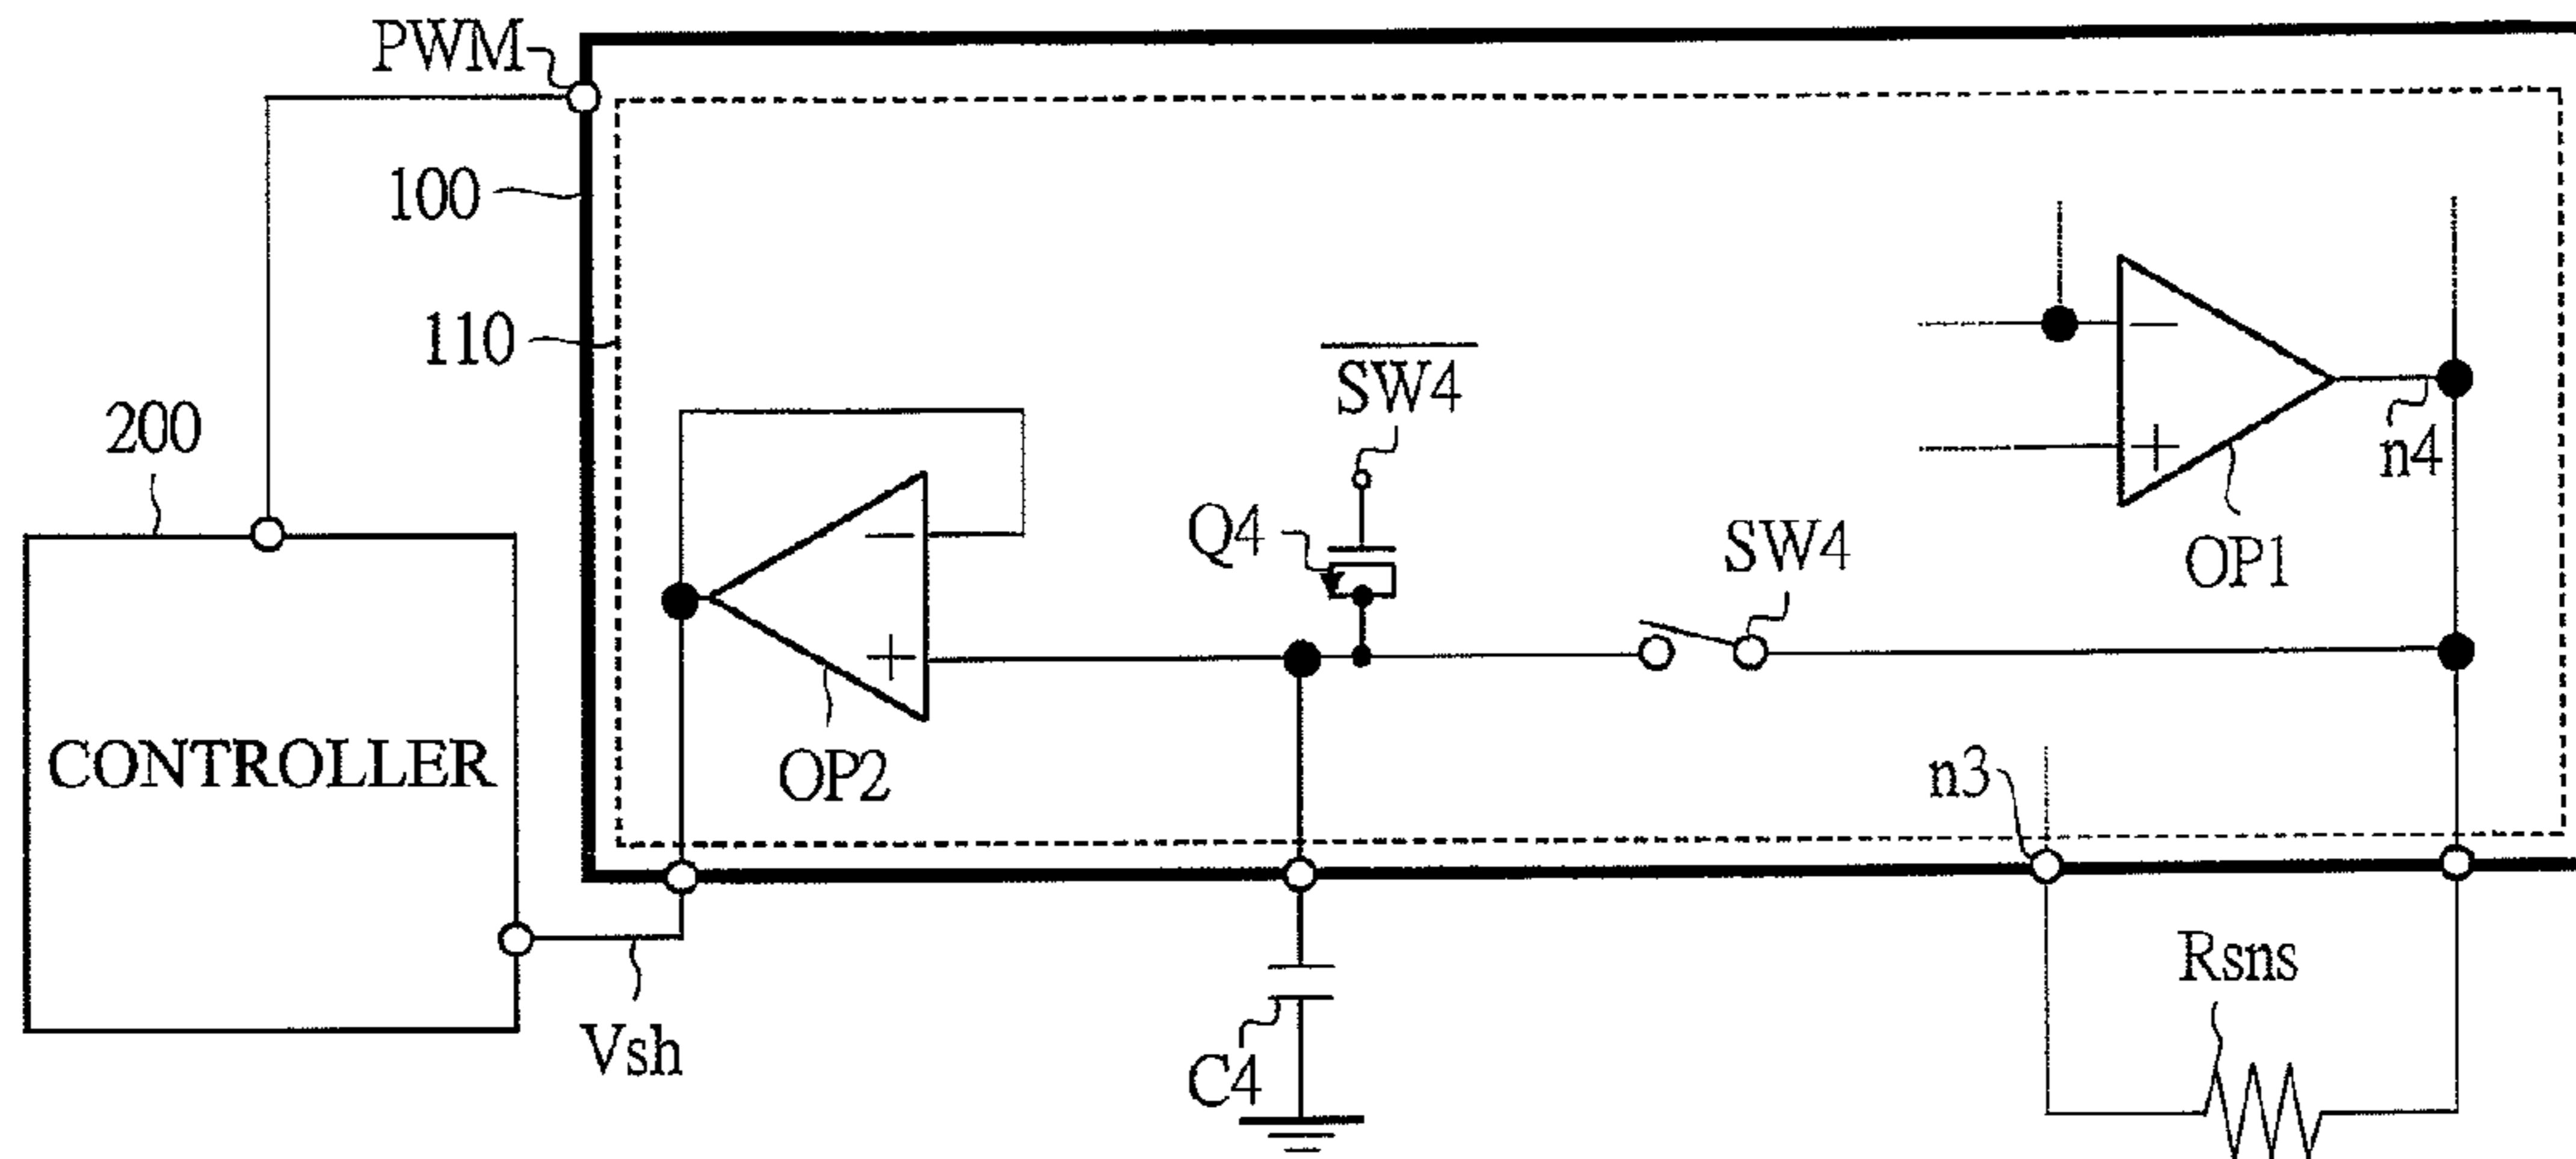 PWM
100
110
200
SW4
Q4
SW4
n4
OP1
−
+
−
+
OP2
CONTROLLER
n3
Rsns
Vsh
C4